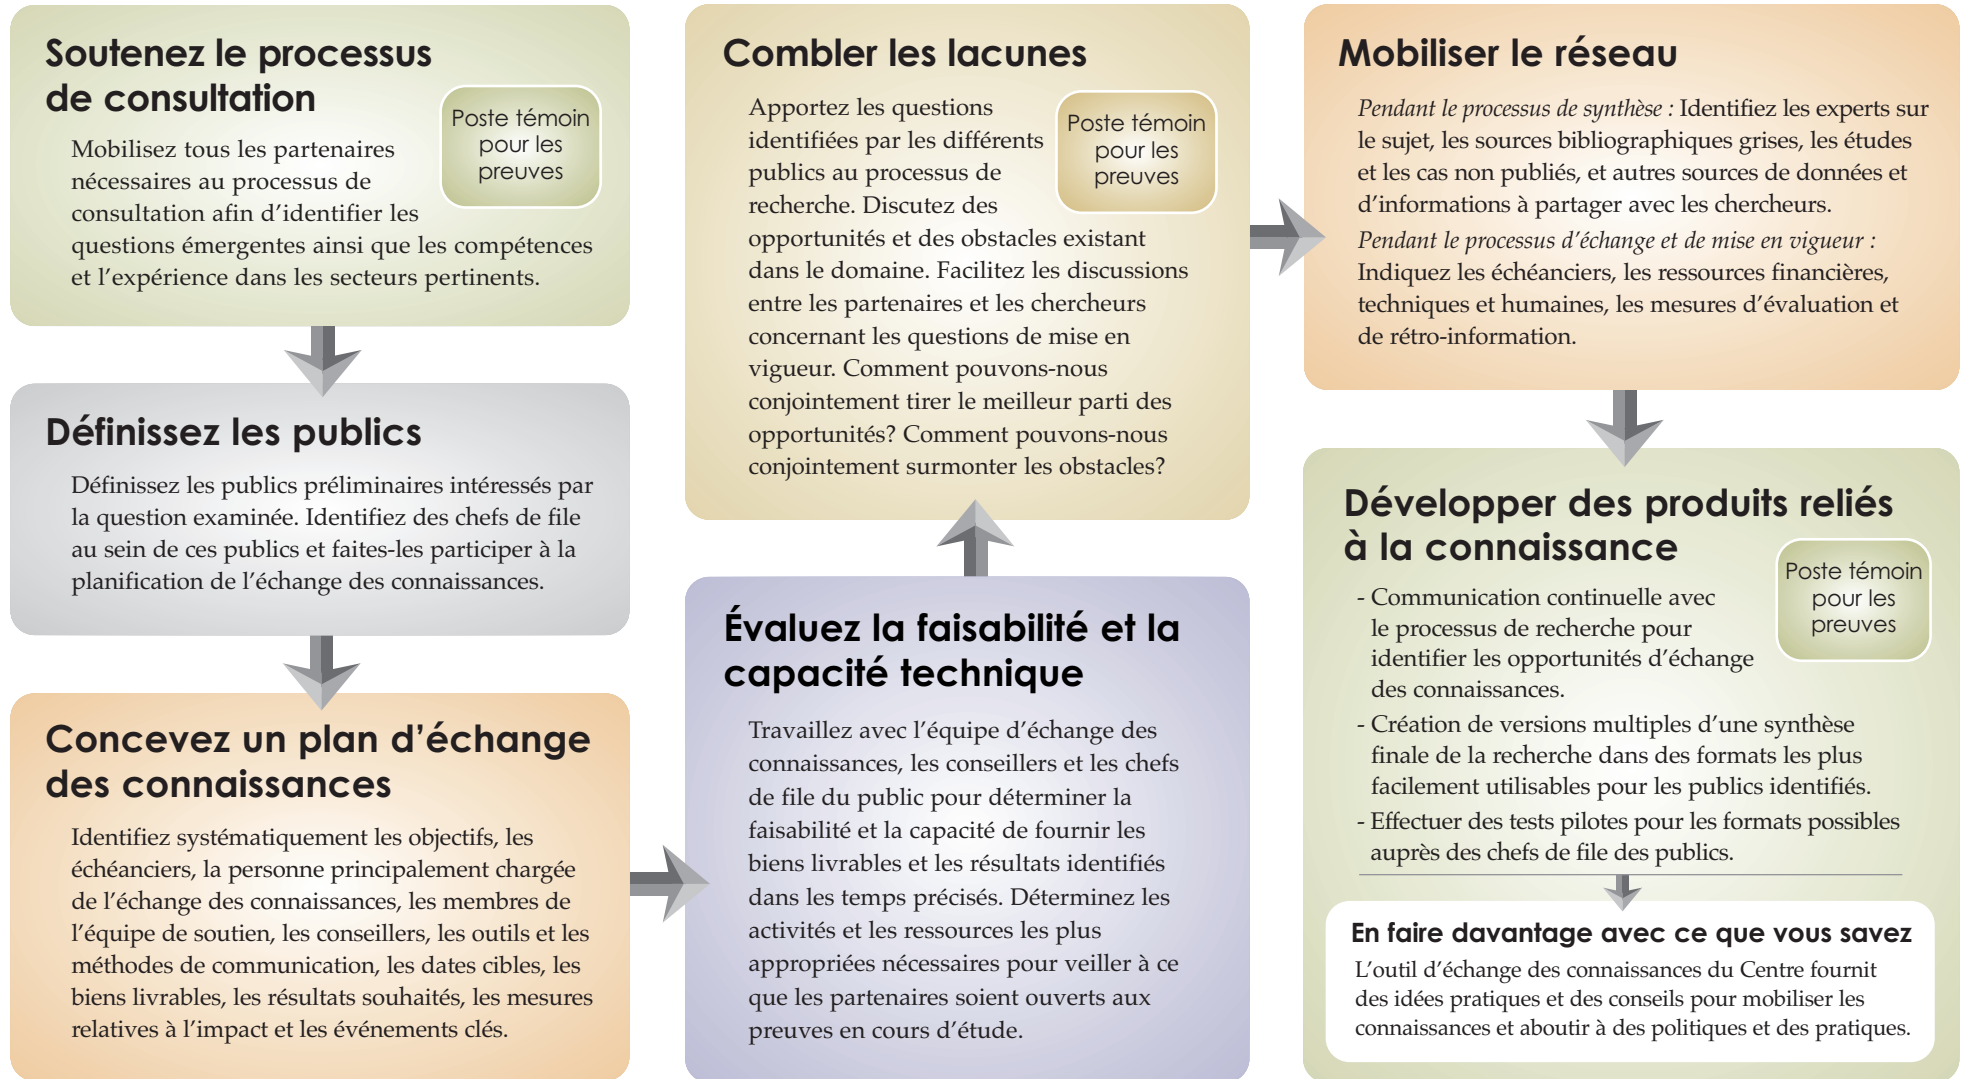 Soutenez le processus
de consultation
Poste témoin
pour les
preuves
Mobilisez tous les partenaires
nécessaires au processus de
consultation afin d’identifier les
questions émergentes ainsi que les compétences
et l’expérience dans les secteurs pertinents.
Définissez les publics
Définissez les publics préliminaires intéressés par
la question examinée. Identifiez des chefs de file
au sein de ces publics et faites-les participer à la
planification de l’échange des connaissances.
Concevez un plan d’échange
des connaissances
Identifiez systématiquement les objectifs, les
échéanciers, la personne principalement chargée
de l’échange des connaissances, les membres de
l’équipe de soutien, les conseillers, les outils et les
méthodes de communication, les dates cibles, les
biens livrables, les résultats souhaités, les mesures
relatives à l’impact et les événements clés.
Évaluez la faisabilité et la
capacité technique
Travaillez avec l’équipe d’échange des
connaissances, les conseillers et les chefs
de file du public pour déterminer la
faisabilité et la capacité de fournir les
biens livrables et les résultats identifiés
dans les temps précisés. Déterminez les
activités et les ressources les plus
appropriées nécessaires pour veiller à ce
que les partenaires soient ouverts aux
preuves en cours d’étude.
Combler les lacunes
Poste témoin
pour les
preuves
Apportez les questions
identifiées par les différents
publics au processus de
recherche. Discutez des
opportunités et des obstacles existant
dans le domaine. Facilitez les discussions
entre les partenaires et les chercheurs
concernant les questions de mise en
vigueur. Comment pouvons-nous
conjointement tirer le meilleur parti des
opportunités? Comment pouvons-nous
conjointement surmonter les obstacles?
Mobiliser le réseau
Pendant le processus de synthèse : Identifiez les experts sur
le sujet, les sources bibliographiques grises, les études
et les cas non publiés, et autres sources de données et
d’informations à partager avec les chercheurs.
Pendant le processus d’échange et de mise en vigueur :
Indiquez les échéanciers, les ressources financières,
techniques et humaines, les mesures d’évaluation et
de rétro-information.
Développer des produits reliés
à la connaissance
Poste témoin
pour les
preuves
- Communication continuelle avec
le processus de recherche pour
identifier les opportunités d’échange
des connaissances.
- Création de versions multiples d’une synthèse
finale de la recherche dans des formats les plus
facilement utilisables pour les publics identifiés.
- Effectuer des tests pilotes pour les formats possibles
auprès des chefs de file des publics.
En faire davantage avec ce que vous savez
L’outil d’échange des connaissances du Centre fournit
des idées pratiques et des conseils pour mobiliser les
connaissances et aboutir à des politiques et des pratiques.